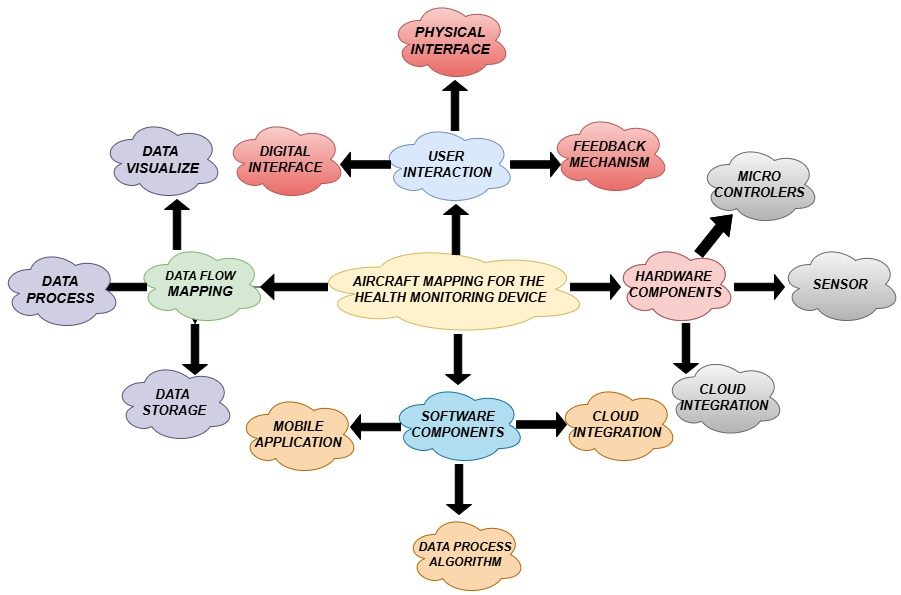 PHYSICAL
INTERFACE
DATA
VISUALIZE
DIGITAL
INTERFACE
USER
INTERACTION
FEEDBACK
MECHANISM
MICRO
CONTROLERS
DATA
PROCESS
DATA FLOW
MAPPING
AIRCRAFT MAPPING FOR THE
HEALTH MONITORING DEVICE
HARDWARE
COMPONENTS
SENSOR
DATA
STORAGE
MOBILE
APPLICATION
SOFTWARE
COMPONENTS
CLOUD
INTEGRATION
CLOUD
INTEGRATION
DATA PROCESS
ALGORITHM